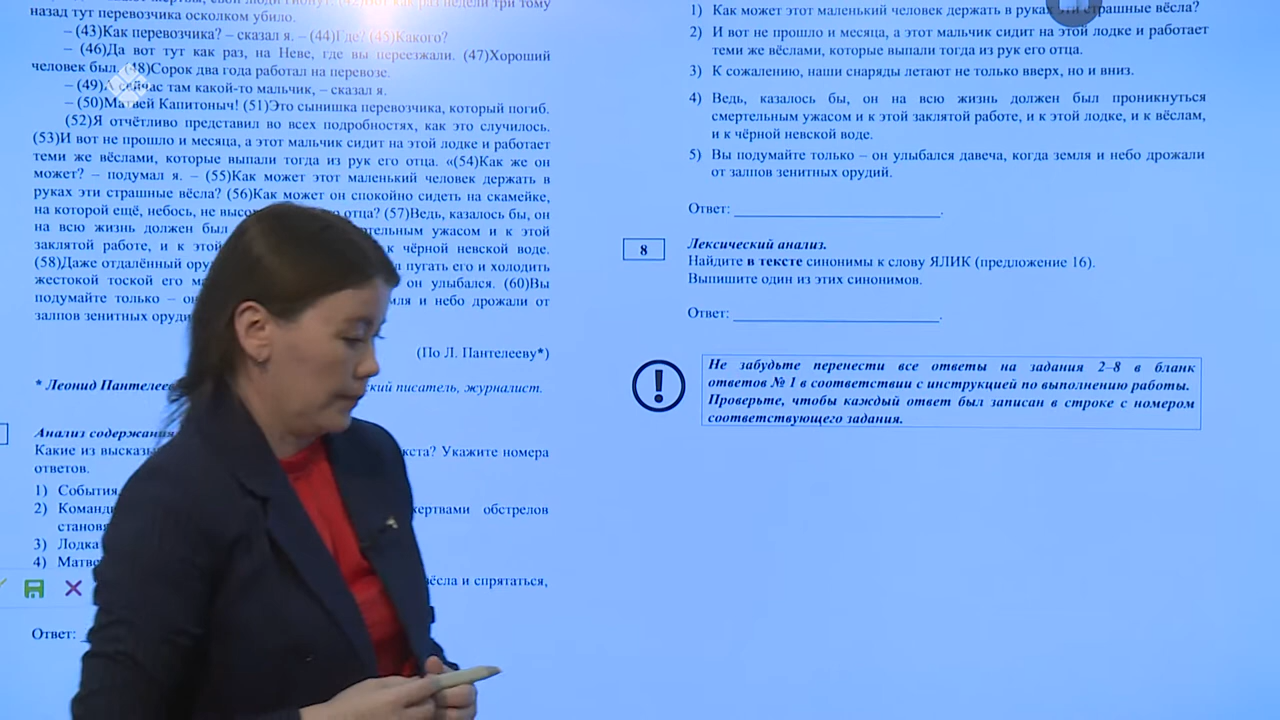 назад тут перевозчика осколком убило.
– (43)Как перевозчика? – сказал я. – (44)Где? (45)Какого?
– (46)Да вот тут как раз, на Неве, где вы переезжали. (47)Хороший
человек был. (48)Сорок два года работал на перевозе.
– (49)А сейчас там какой-то мальчик, – сказал я.
– (50)Матвей Капитоныч! (51)Это сынишка перевозчика, который погиб.
(52)Я отчётливо представил во всех подробностях, как это случилось.
(53)И вот не прошло и месяца, а этот мальчик сидит на этой лодке и работает
теми же вёслами, которые выпали тогда из рук его отца. «(54)Как же он
может? – подумал я. – (55)Как может этот маленький человек держать в
руках эти страшные вёсла? (56)Как может он спокойно сидеть на скамейке,
на которой ещё, небось, не отца? (57)Ведь, казалось бы, он
на всю жизнь должен был и к этой
заклятой работе, и к этой к чёрной невской воде.
(58)Даже отдалённый пугать его и холодить
жестокой тоской его он улыбался. (60)Вы
подумайте только – и небо дрожали от
залпов зенитных
(По Л. Пантелееву*)
* Леонид писатель, журналист.
Анализ содержания
Какие из Укажите номера
ответов.
1) События
2) жертвами обстрелов
3) Лодка
4)
вёсла и спрятаться,
Ответ:
1) Как может этот маленький человек держать в руках эти страшные вёсла?
2) И вот не прошло и месяца, а этот мальчик сидит на этой лодке и работает
теми же вёслами, которые выпали тогда из рук его отца.
3) К сожалению, наши снаряды летают не только вверх, но и вниз.
4) Ведь, казалось бы, он на всю жизнь должен был проникнуться
смертельным ужасом и к этой заклятой работе, и к этой лодке, и к вёслам,
и к чёрной невской воде.
5) Вы подумайте только – он улыбался давеча, когда земля и небо дрожали
от залпов зенитных орудий.
Ответ: .
8 Лексический анализ.
Найдите в тексте синонимы к слову ЯЛИК (предложение 16).
Выпишите один из этих синонимов.
Ответ: .
Не забудьте перенести все ответы на задания 2–8 в бланк
ответов № 1 в соответствии с инструкцией по выполнению работы.
Проверьте, чтобы каждый ответ был записан в строке с номером
соответствующего задания.